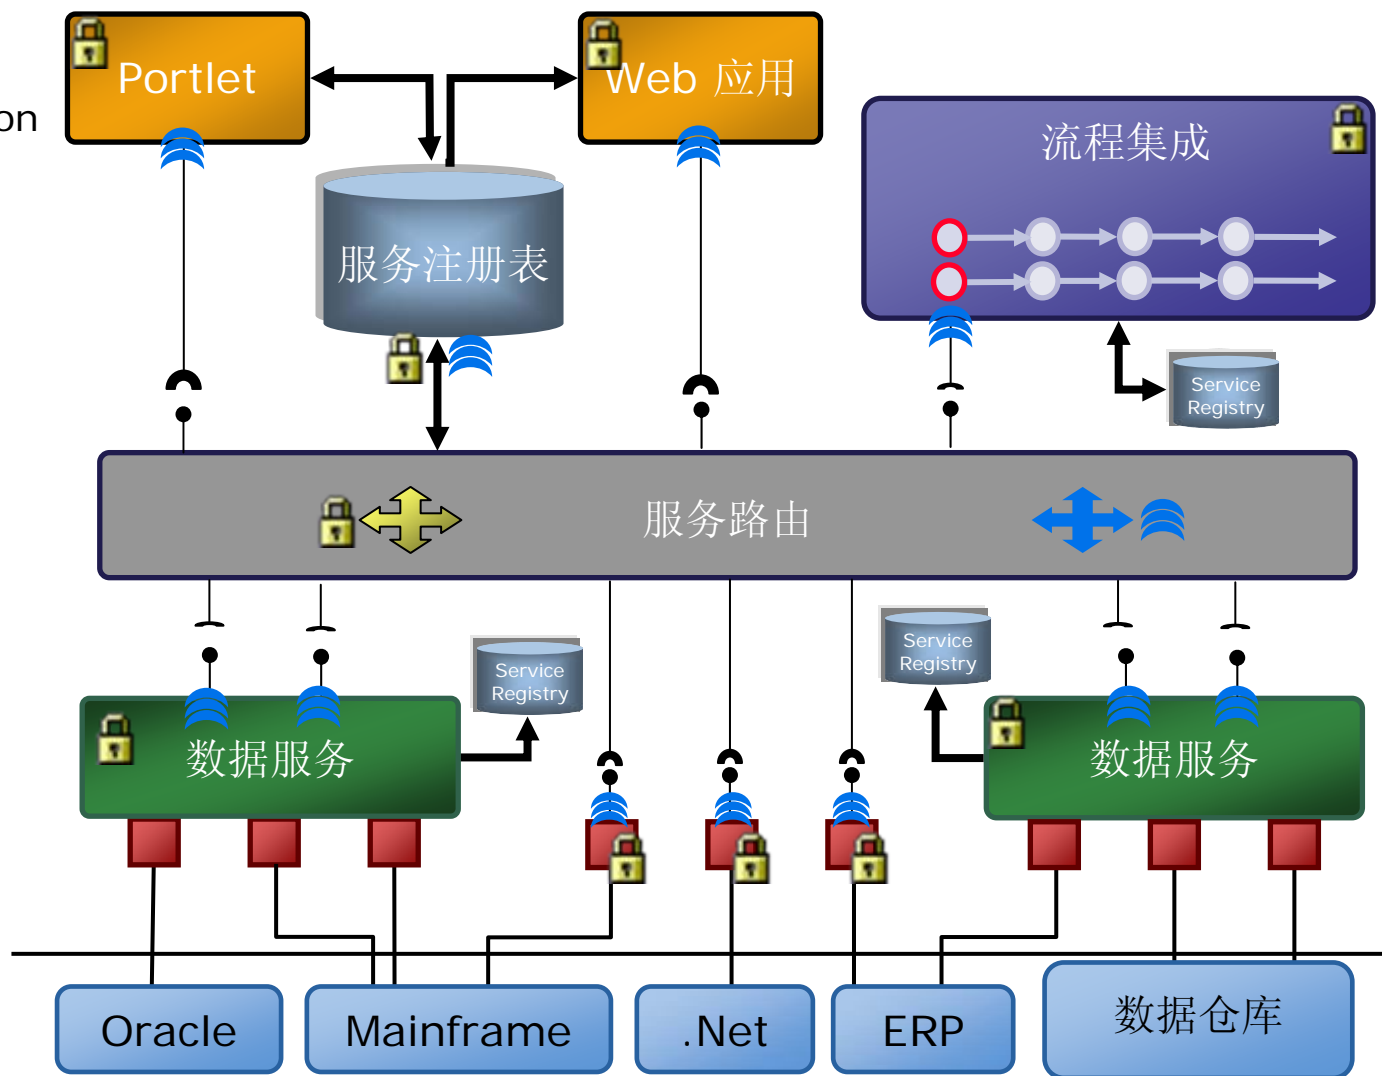 Portlet
Web 应用
on
流程集成
服务注册表
Service
Registry
服务路由
Service
Registry
Service
Registry
数据服务
数据服务
Oracle
Mainframe
.Net
ERP
数据仓库